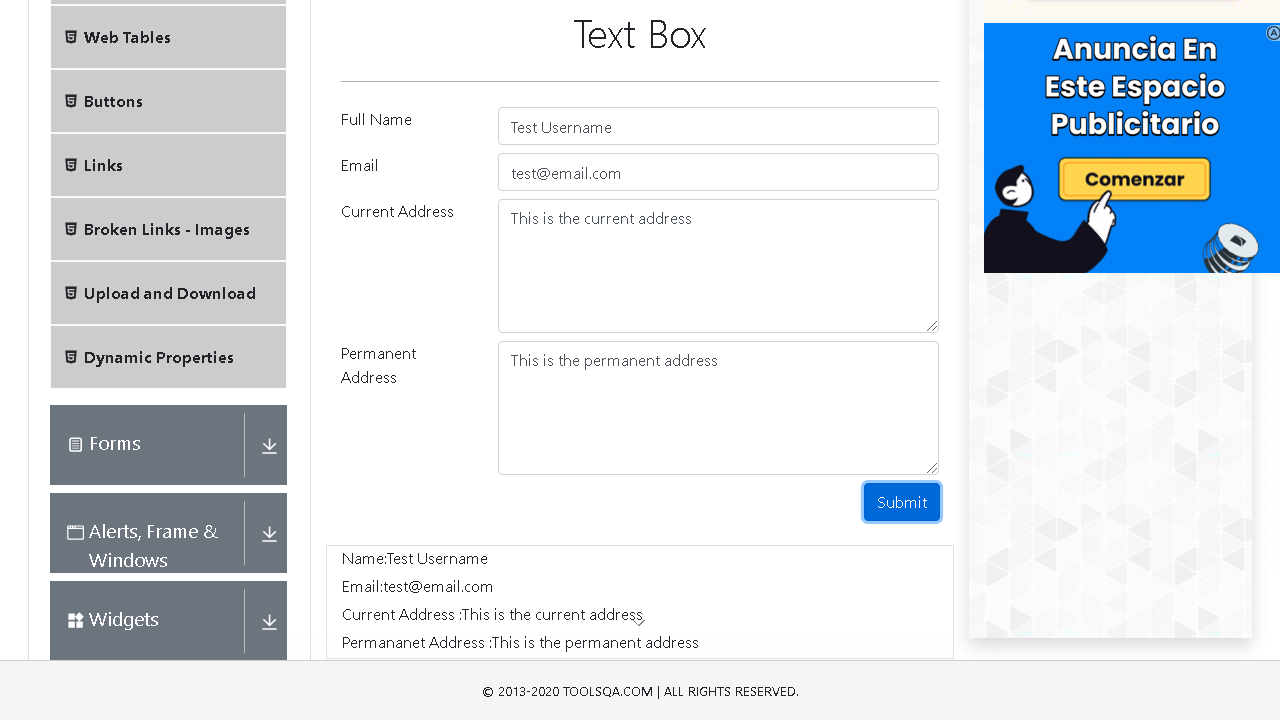 Web Tables
Buttons
Links
Broken Links - Images
Upload and Download
Dynamic Properties
Forms
Alerts, Frame &
Windows
Widgets
Text Box
Full Name
Test Username
Email
test@email.com
Current Address
This is the current address
Permanent
Address
This is the permanent address
Submit
Name:Test Username
Email:test@email.com
Current Address :This is the current address
Permananet Address :This is the permanent address
Anuncia En
Este Espacio
Publicitario
Comenzar
© 2013-2020 TOOLSQA.COM | ALL RIGHTS RESERVED.